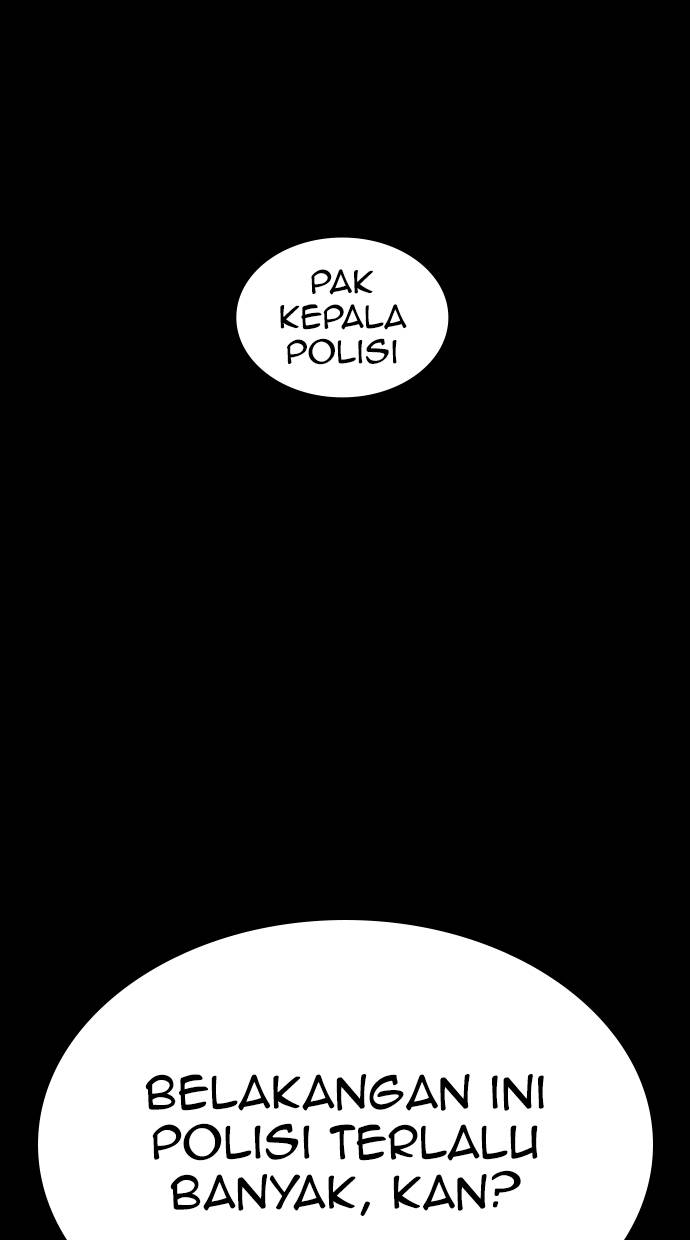 PAK
KEPALA
POLISI
BELAKANGAN INI
POLISI TERLALU
BANYAK, KAN?